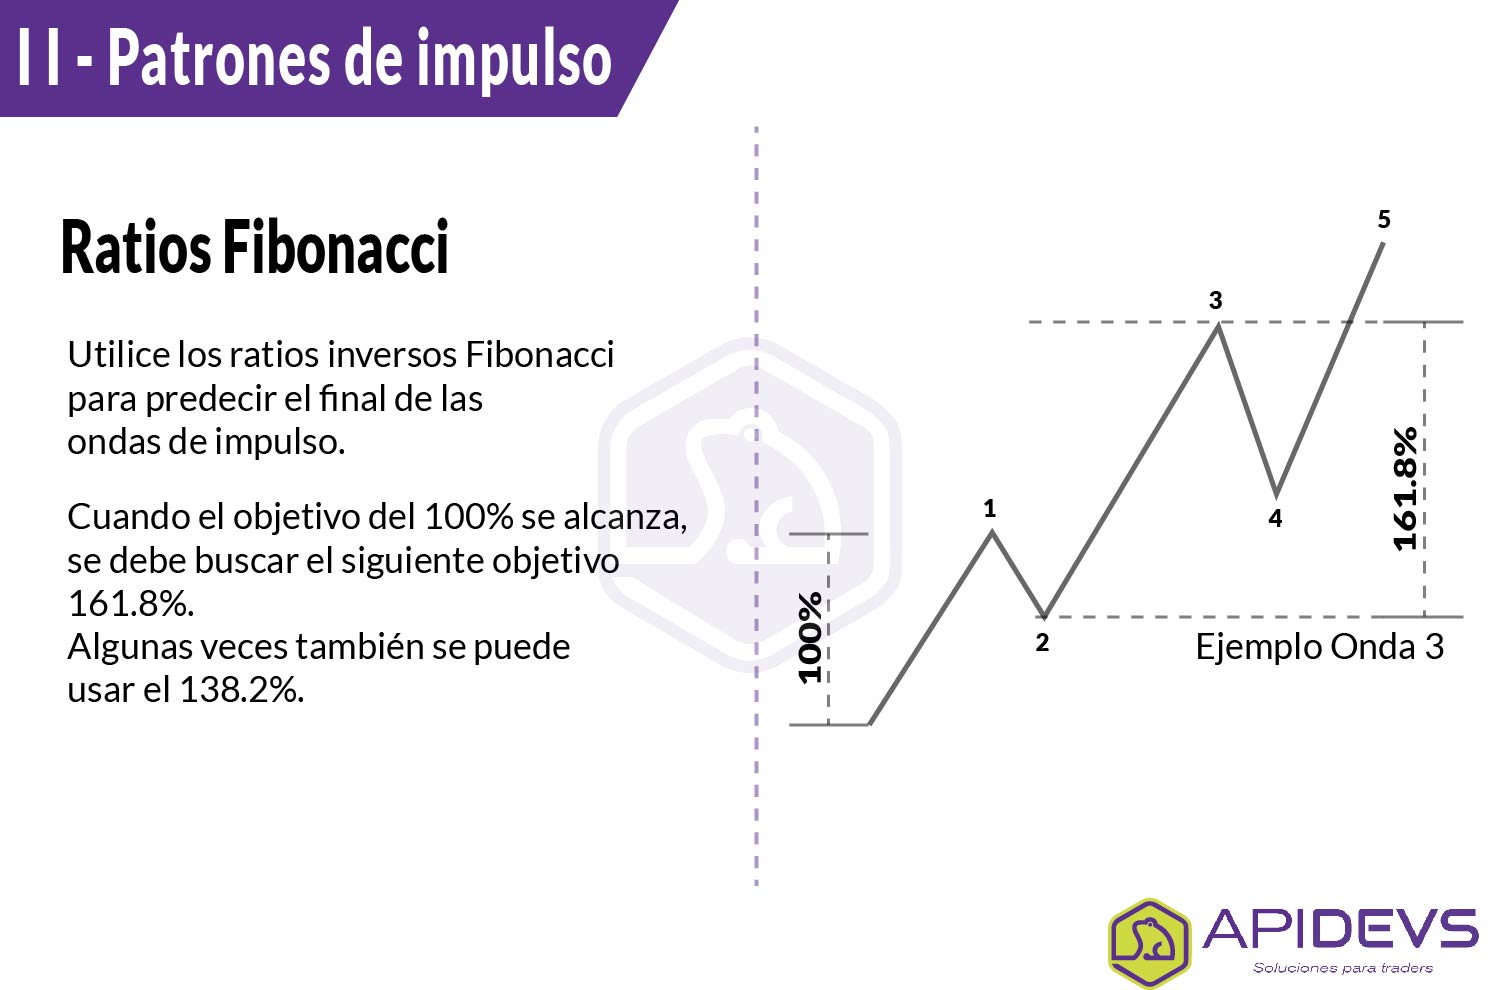 I I - Patrones de impulso
Ratios Fibonacci
Utilice los ratios inversos Fibonacci
para predecir el final de las
ondas de impulso.
Cuando el objetivo del 100% se alcanza,
se debe buscar el siguiente objetivo
161.8%.
Algunas veces también se puede
usar el 138.2%.
5
3
1
4
2
100%
161.8%
Ejemplo Onda 3
APIDEVS
Soluciones para traders